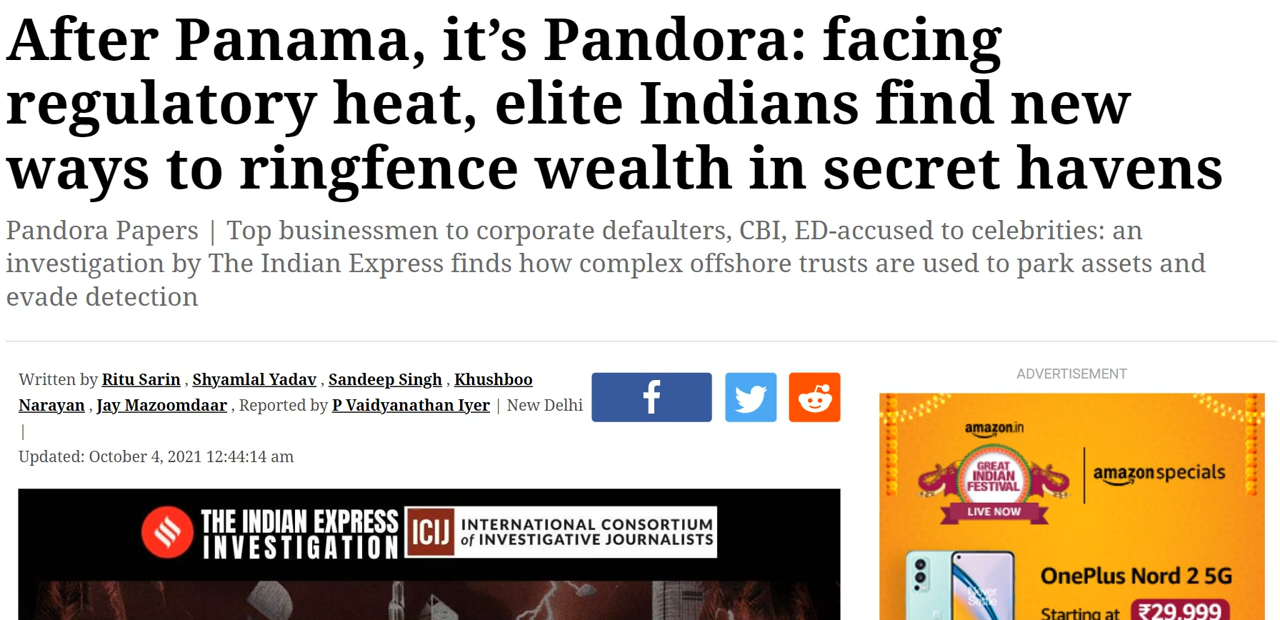 After Panama, it’s Pandora: facing
regulatory heat, elite Indians find new
ways to ringfence wealth in secret havens
Pandora Papers | Top businessmen to corporate defaulters, CBI, ED-accused to celebrities: an
investigation by The Indian Express finds how complex offshore trusts are used to park assets and
evade detection
Written by Ritu Sarin , Shyamlal Yadav , Sandeep Singh , Khushboo
Narayan , Jay Mazoomdaar , Reported by P Vaidyanathan Iyer | New Delhi
|
Updated: October 4, 2021 12:44:14 am
THE INDIAN EXPRESS
INVESTIGATION
ICIJ
INTERNATIONAL CONSORTIUM
of INVESTIGATIVE JOURNALISTS
ADVERTISEMENT
amazon.in
GREAT
INDIAN
FESTIVAL
LIVE NOW
amazonspecials
OnePlus Nord 2 5G
Starting at ₹29,999